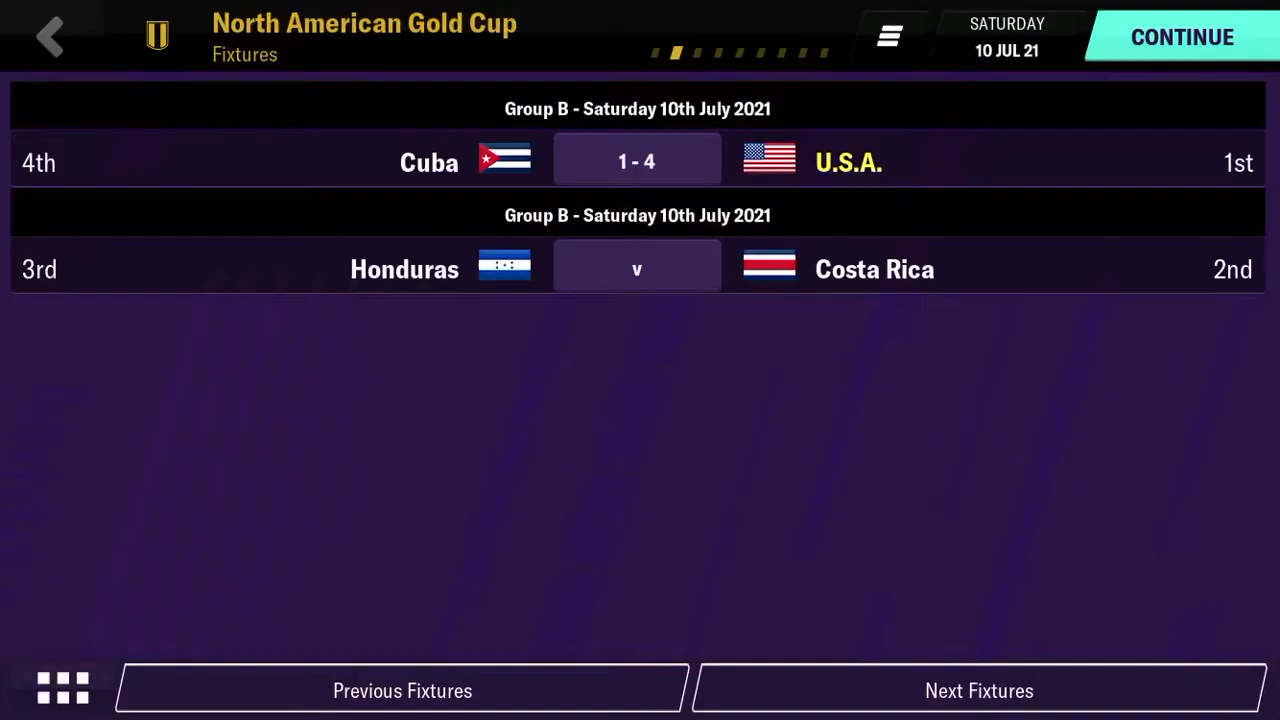 North American Gold Cup
Fixtures
SATURDAY
10 JUL 21
CONTINUE
Group B - Saturday 10th July 2021
4th Cuba 1 - 4 U.S.A. 1st
Group B - Saturday 10th July 2021
3rd Honduras v Costa Rica 2nd
Previous Fixtures Next Fixtures